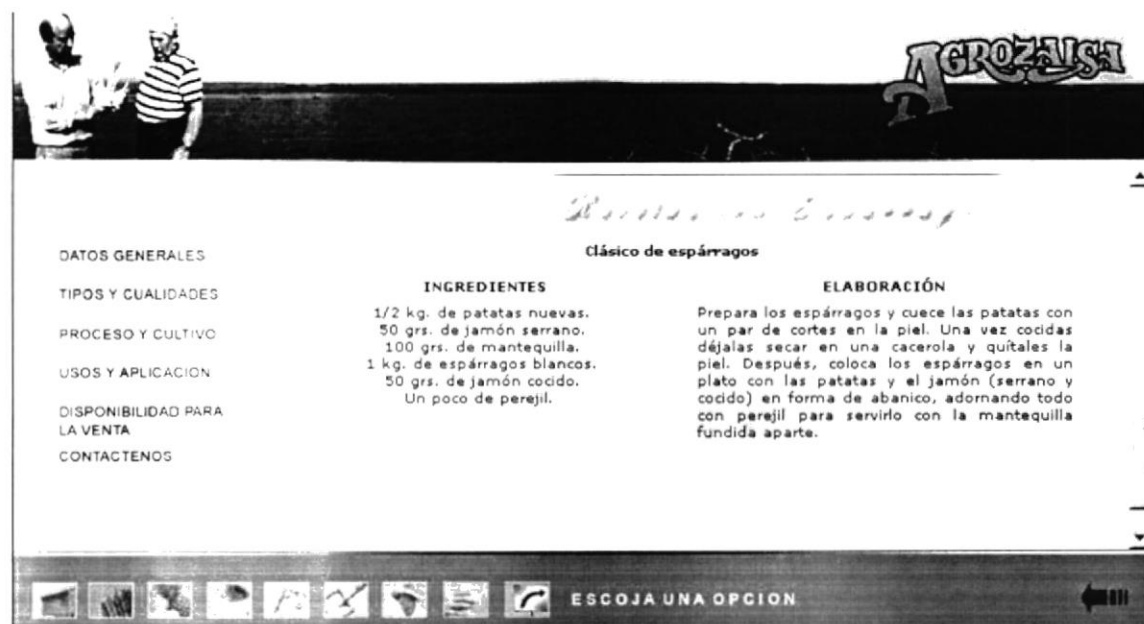 AGROZALSA
DATOS GENERALES
TIPOS Y CUALIDADES
PROCESO Y CULTIVO
USOS Y APLICACION
DISPONIBILIDAD PARA
LA VENTA
CONTACTENOS
Clásico de espárragos
INGREDIENTES
1/2 kg. de patatas nuevas.
50 grs. de jamón serrano.
100 grs. de mantequilla.
1 kg. de espárragos blancos.
50 grs. de jamón cocido.
Un poco de perejil.
ELABORACIÓN
Prepara los espárragos y cuece las patatas con
un par de cortes en la piel. Una vez cocidas
déjalas secar en una cacerola y quítales la
piel. Después, coloca los espárragos en un
plato con las patatas y el jamón (serrano y
cocido) en forma de abanico, adornando todo
con perejil para servirlo con la mantequilla
fundida aparte.
ESCOJA UNA OPCION